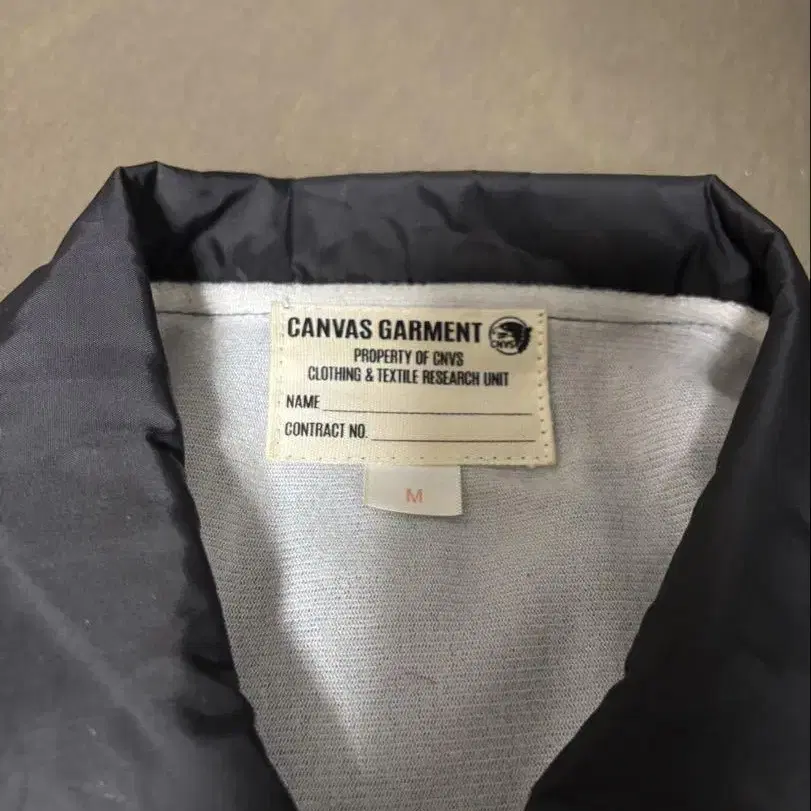 CANVAS GARMENT
CNVS
PROPERTY OF CNVS
CLOTHING & TEXTILE RESEARCH UNIT
NAME
CONTRACT NO.
M